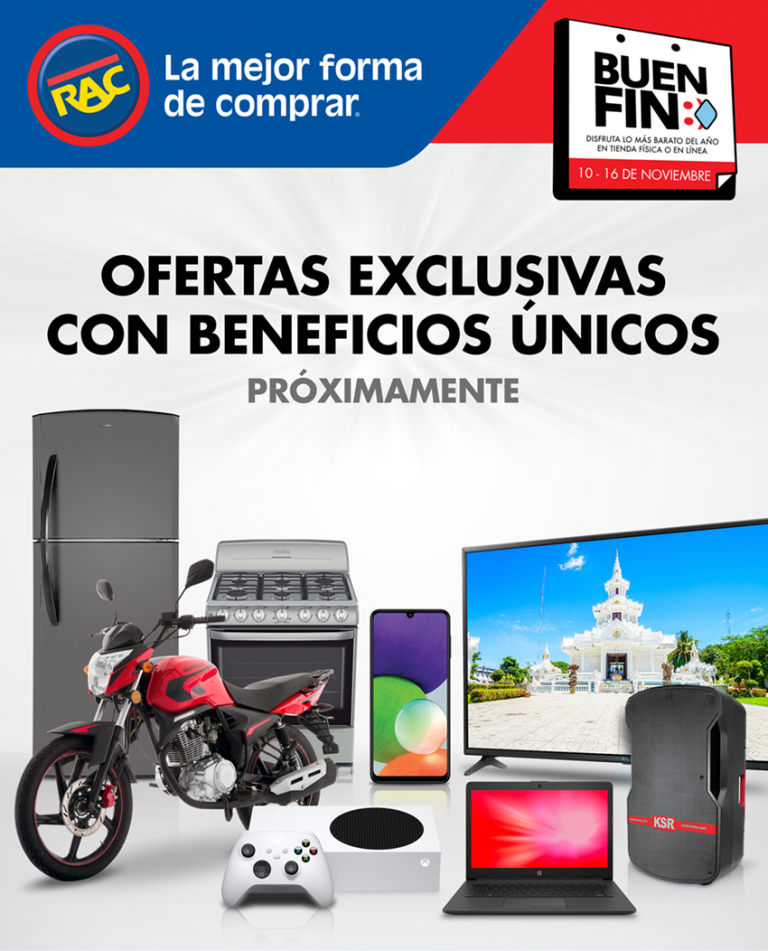 RAC
La mejor forma
de comprar®
BUEN
FIN
DISFRUTA LO MÁS BARATO DEL AÑO
EN TIENDA FÍSICA O EN LÍNEA
10 - 16 DE NOVIEMBRE
OFERTAS EXCLUSIVAS
CON BENEFICIOS ÚNICOS
PRÓXIMAMENTE
KSR
hp